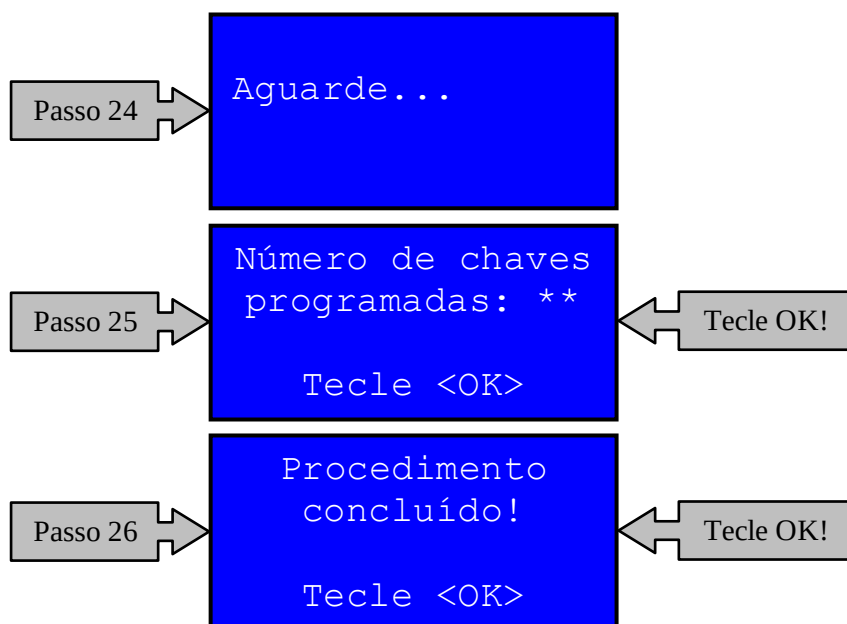 Passo 24
Aguarde...
Passo 25
Número de chaves
programadas: **
Tecle <OK>
Tecle OK!
Passo 26
Procedimento
concluído!
Tecle <OK>
Tecle OK!